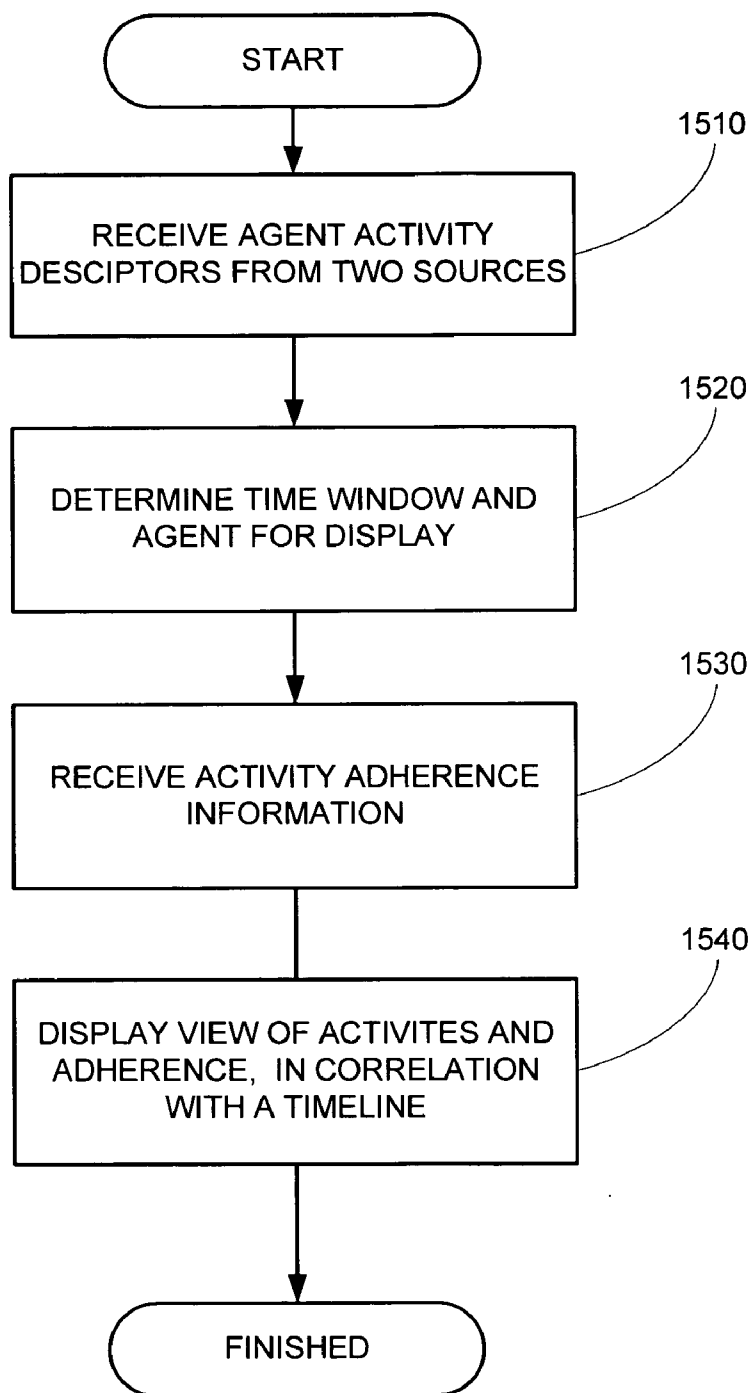 START
1510
RECEIVE AGENT ACTIVITY
DESCIPTORS FROM TWO SOURCES
1520
DETERMINE TIME WINDOW AND
AGENT FOR DISPLAY
1530
RECEIVE ACTIVITY ADHERENCE
INFORMATION
1540
DISPLAY VIEW OF ACTIVITES AND
ADHERENCE, IN CORRELATION
WITH A TIMELINE
FINISHED